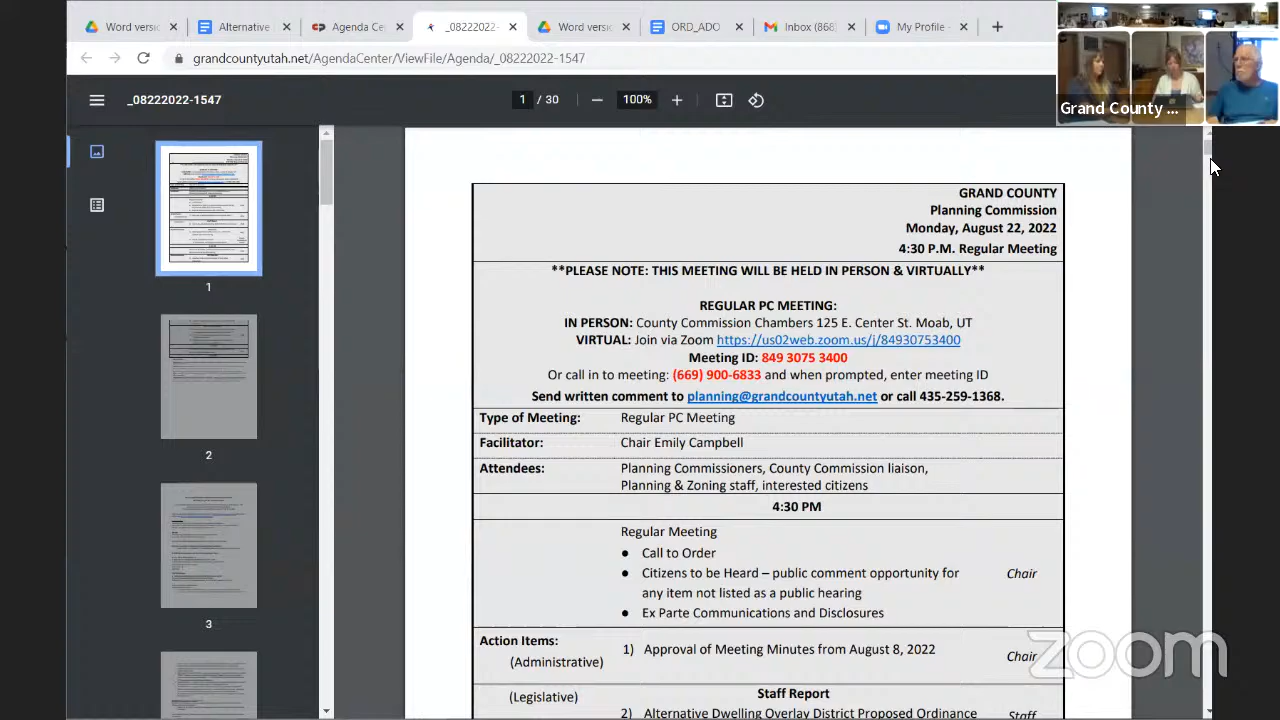 Word versic
Alternative
Agenda Ce
_08222022
versic
ORD_ADO
Inbox (868
My Profile -
grandcountyutah.net/AgendaCenter/ViewFile/Agenda/_08222022-1547
_08222022-1547
1 / 30
100%
Grand County ...
GRAND COUNTY
Planning Commission
Monday, August 22, 2022
4:30 P.M. Regular Meeting
**PLEASE NOTE: THIS MEETING WILL BE HELD IN PERSON & VIRTUALLY**
REGULAR PC MEETING:
IN PERSON: County Commission Chambers 125 E. Center St. Moab, UT
VIRTUAL: Join via Zoom https://us02web.zoom.us/j/84930753400
Meeting ID: 849 3075 3400
Or call in to meeting: (669) 900-6833 and when prompted, enter meeting ID
Send written comment to planning@grandcountyutah.net or call 435-259-1368.
Type of Meeting: Regular PC Meeting
Facilitator: Chair Emily Campbell
Attendees: Planning Commissioners, County Commission liaison,
Planning & Zoning staff, interested citizens
4:30 PM
Regular Meeting
● Call to Order
● Citizens to be Heard – public comment opportunity for
any item not listed as a public hearing
Chair
● Ex Parte Communications and Disclosures
Action Items:
(Administrative)
1) Approval of Meeting Minutes from August 8, 2022
Chair
(Legislative)
Staff Report
2) Alternative Dwelling Overlay District Proposed Ordinance
Staff
1
2
3
zoom